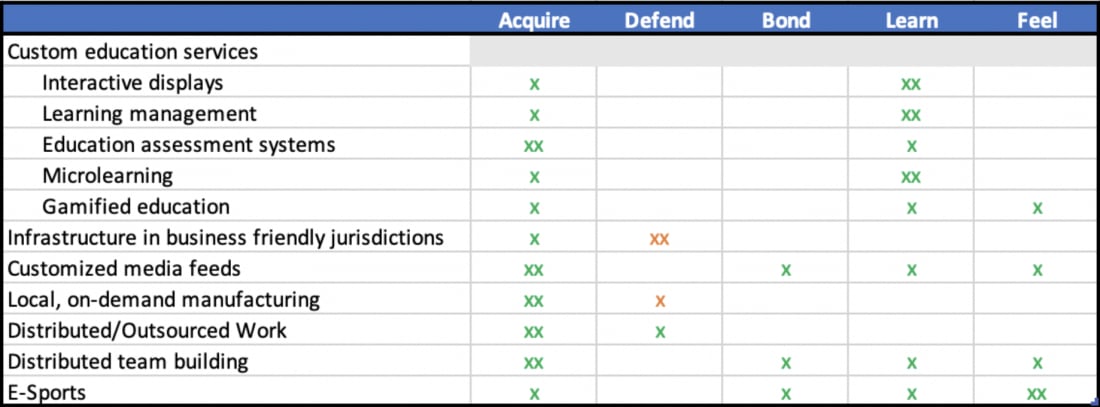 Acquire Defend Bond Learn Feel
Custom education services
Interactive displays x xx
Learning management x xx
Education assessment systems xx x
Microlearning x xx
Gamified education x x x
Infrastructure in business friendly jurisdictions x xx
Customized media feeds xx x x x
Local, on-demand manufacturing xx x
Distributed/Outsourced Work xx x
Distributed team building xx x x x
E-Sports x x x xx